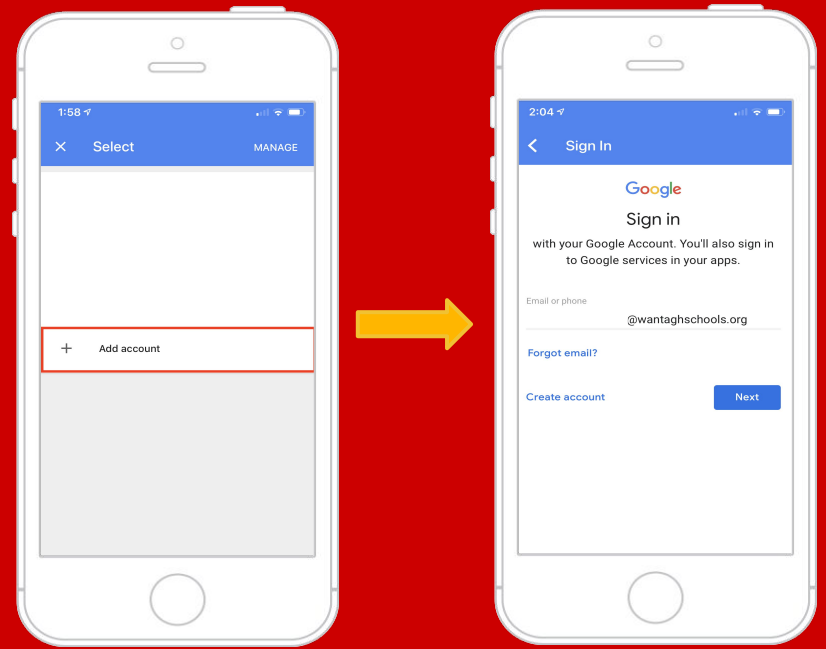 1:58
Select
MANAGE
+ Add account
2:04
Sign In
Google
Sign in
with your Google Account. You'll also sign in
to Google services in your apps.
Email or phone
@wantaghschools.org
Forgot email?
Create account
Next